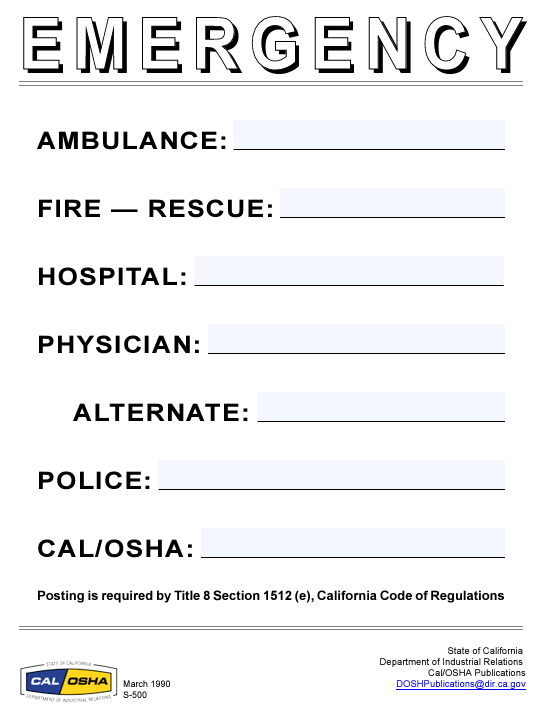 EMERGENCY
AMBULANCE:
FIRE — RESCUE:
HOSPITAL:
PHYSICIAN:
ALTERNATE:
POLICE:
CAL/OSHA:
Posting is required by Title 8 Section 1512 (e), California Code of Regulations
State of California
Department of Industrial Relations
Cal/OSHA Publications
DOSHPublications@dir.ca.gov
STATE OF CALIFORNIA
CAL OSHA
DEPARTMENT OF INDUSTRIAL RELATIONS
March 1990
S-500